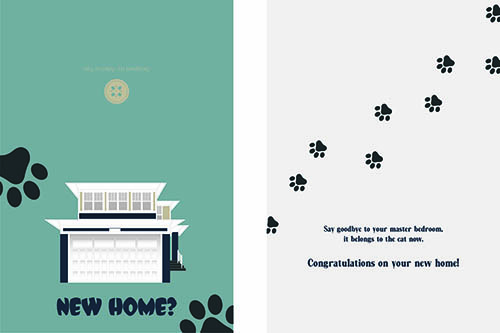 NEW HOME?
Say goodbye to your master bedroom,
it belongs to the cat now.
Congratulations on your new home!